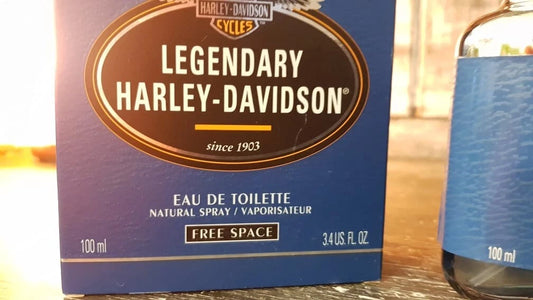 HARLEY-DAVIDSON
CYCLES
LEGENDARY
HARLEY-DAVIDSON®
since 1903
EAU DE TOILETTE
NATURAL SPRAY / VAPORISATEUR
FREE SPACE
100 ml
3.4 US. FL. OZ.
100 ml